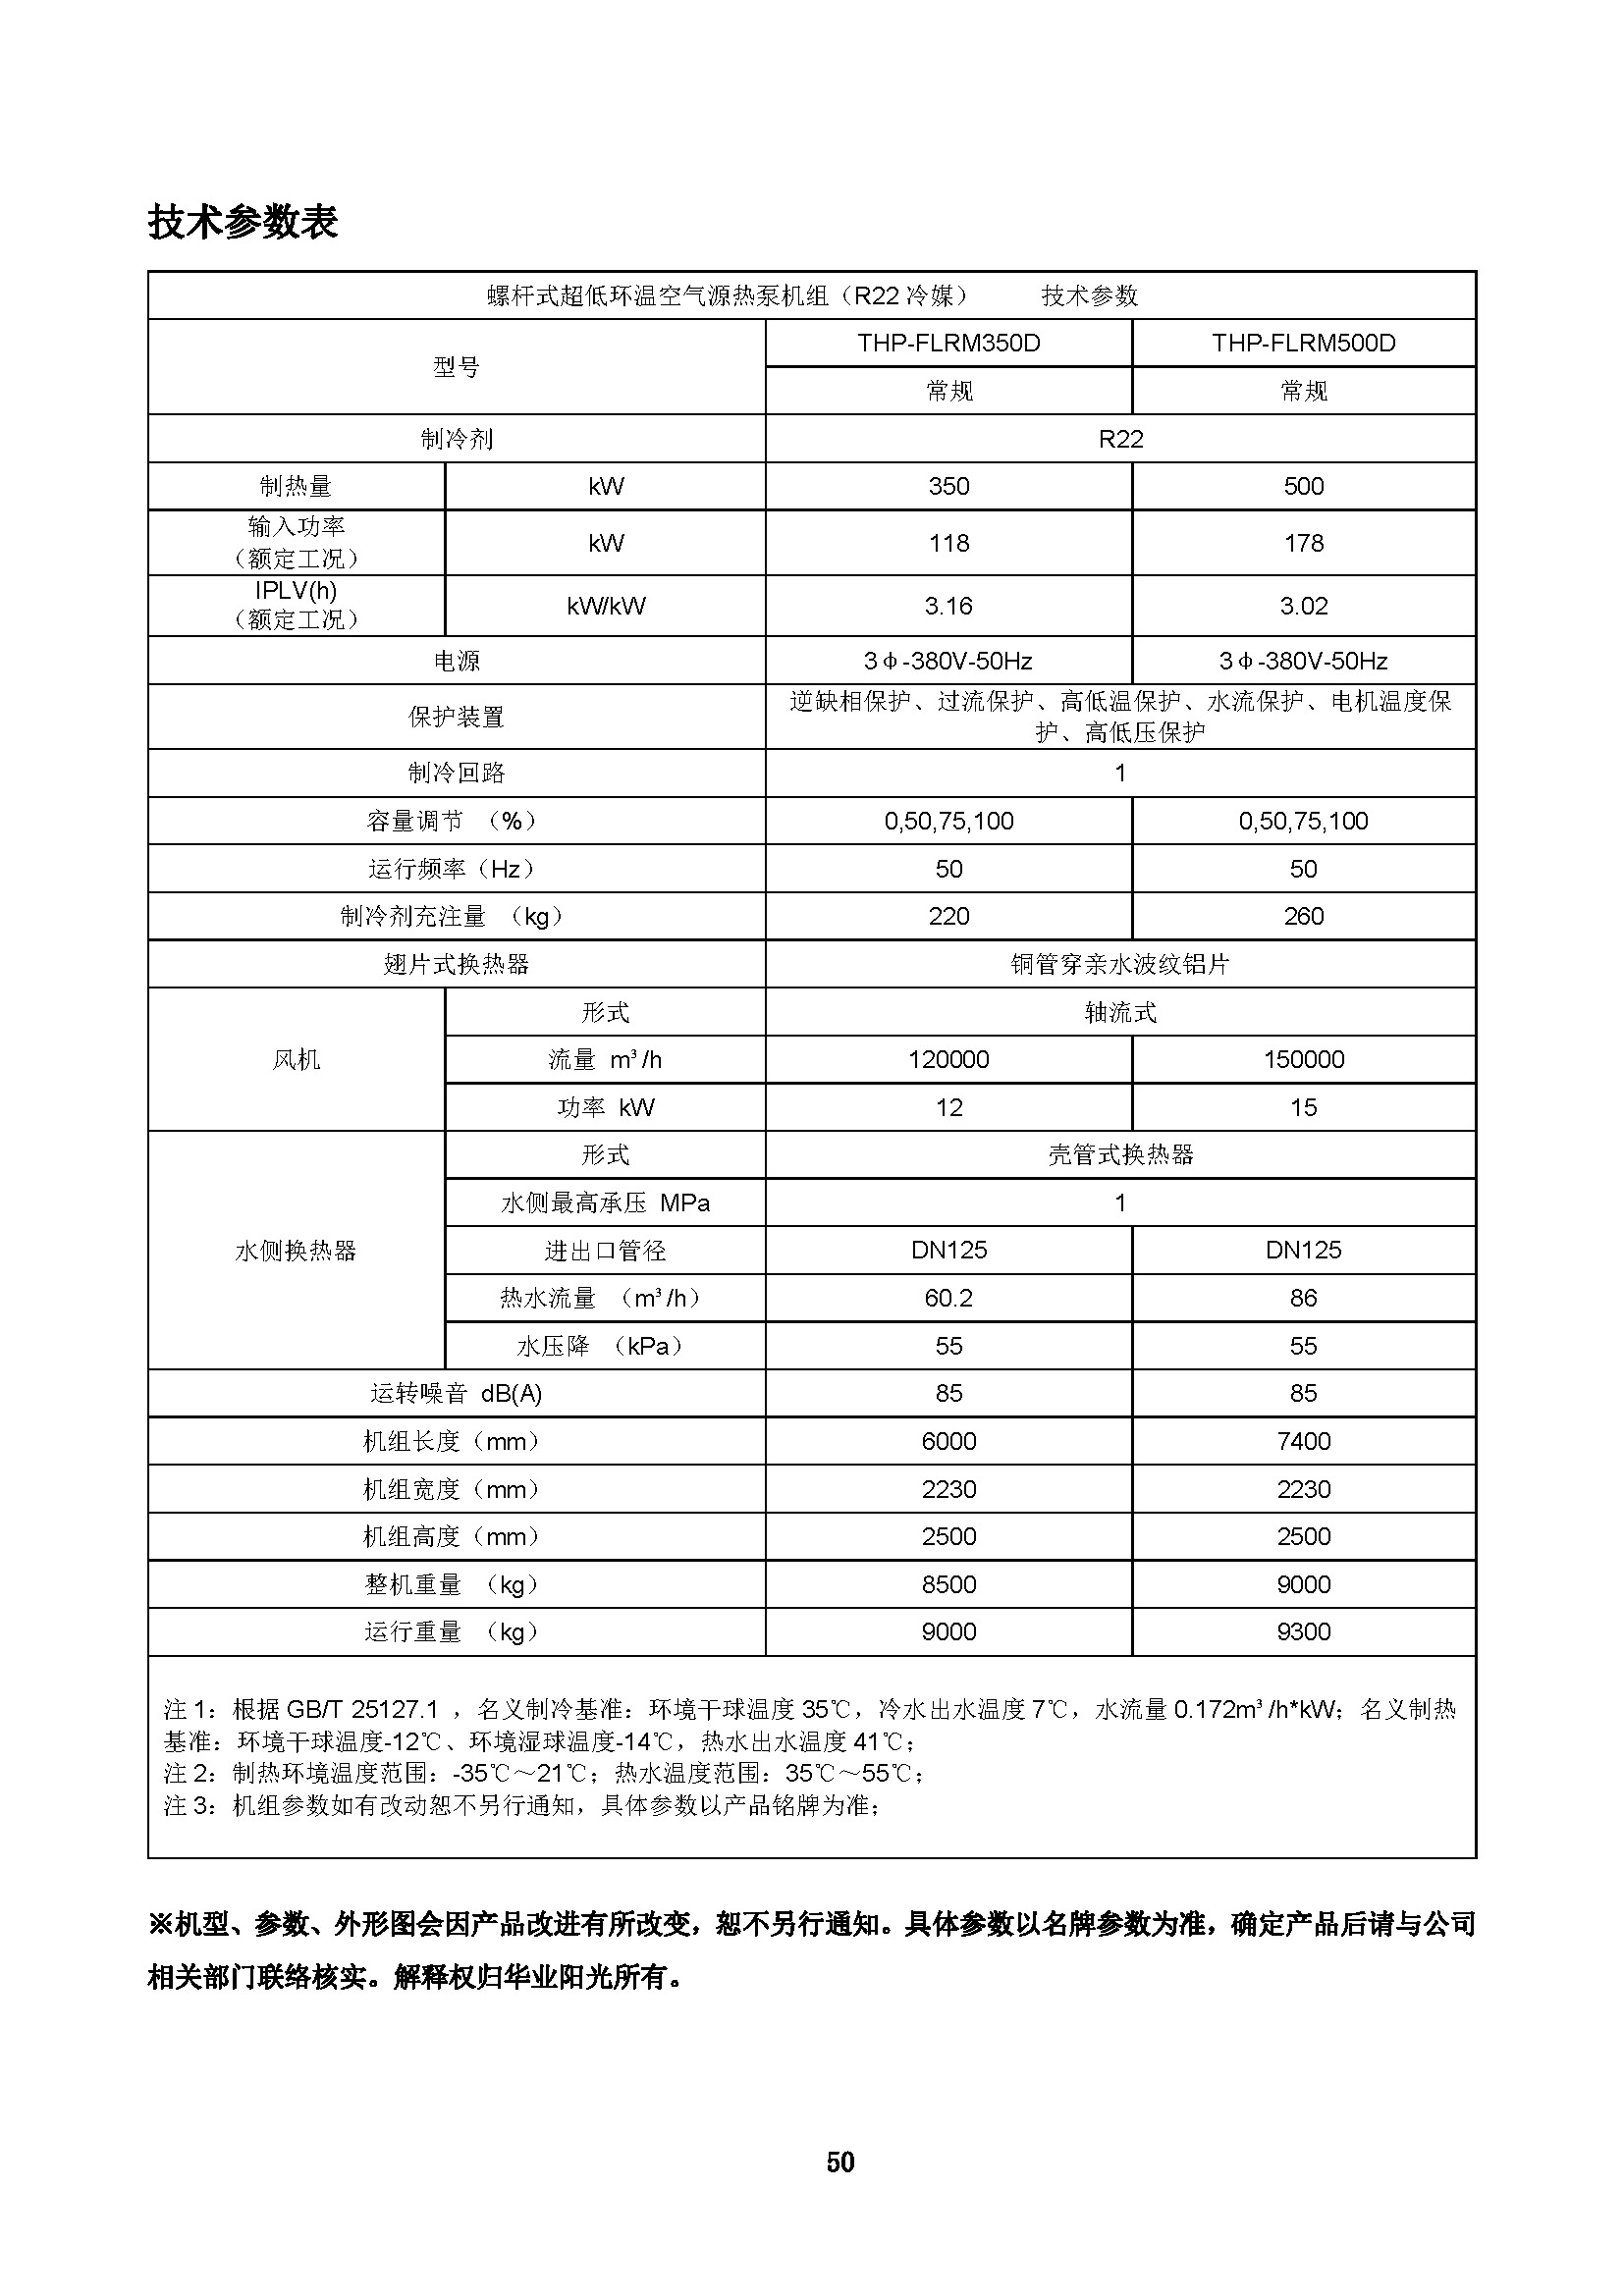 技术参数表
螺杆式超低环温空气源热泵机组（R22 冷媒） 技术参数
型号 THP-FLRM350D THP-FLRM500D
常规 常规
制冷剂 R22
制热量 kW 350 500
输入功率
（额定工况） kW 118 178
IPLV(h)
（额定工况） kW/kW 3.16 3.02
电源 3φ-380V-50Hz 3φ-380V-50Hz
保护装置 逆缺相保护、过流保护、高低温保护、水流保护、电机温度保
护、高低压保护
制冷回路 1
容量调节 （%） 0,50,75,100 0,50,75,100
运行频率（Hz） 50 50
制冷剂充注量 （kg） 220 260
翅片式换热器 铜管穿亲水波纹铝片
风机 形式 轴流式
流量 m³/h 120000 150000
功率 kW 12 15
水侧换热器 形式 壳管式换热器
水侧最高承压 MPa 1
进出口管径 DN125 DN125
热水流量 （m³/h） 60.2 86
水压降 （kPa） 55 55
运转噪音 dB(A) 85 85
机组长度（mm） 6000 7400
机组宽度（mm） 2230 2230
机组高度（mm） 2500 2500
整机重量 （kg） 8500 9000
运行重量 （kg） 9000 9300
注 1：根据 GB/T 25127.1 ，名义制冷基准：环境干球温度 35℃，冷水出水温度 7℃，水流量 0.172m³/h*kW；名义制热
基准：环境干球温度-12℃、环境湿球温度-14℃，热水出水温度 41℃；
注 2：制热环境温度范围：-35℃～21℃；热水温度范围：35℃～55℃；
注 3：机组参数如有改动恕不另行通知，具体参数以产品铭牌为准；
※机型、参数、外形图会因产品改进有所改变，恕不另行通知。具体参数以名牌参数为准，确定产品后请与公司
相关部门联络核实。解释权归华业阳光所有。
50